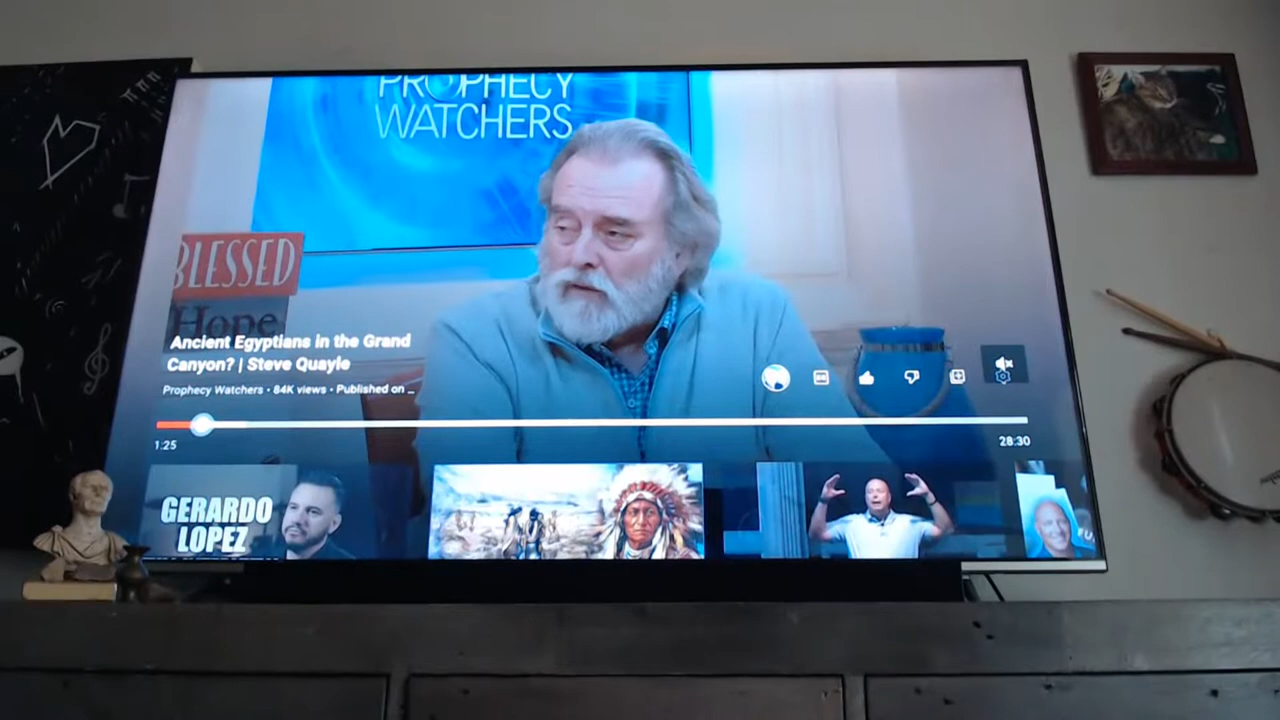 PROPHECY
WATCHERS
BLESSED
Hope
Ancient Egyptians in the Grand
Canyon? | Steve Quayle
Prophecy Watchers • 84K views • Published on ...
1:25
28:30
GERARDO
LOPEZ